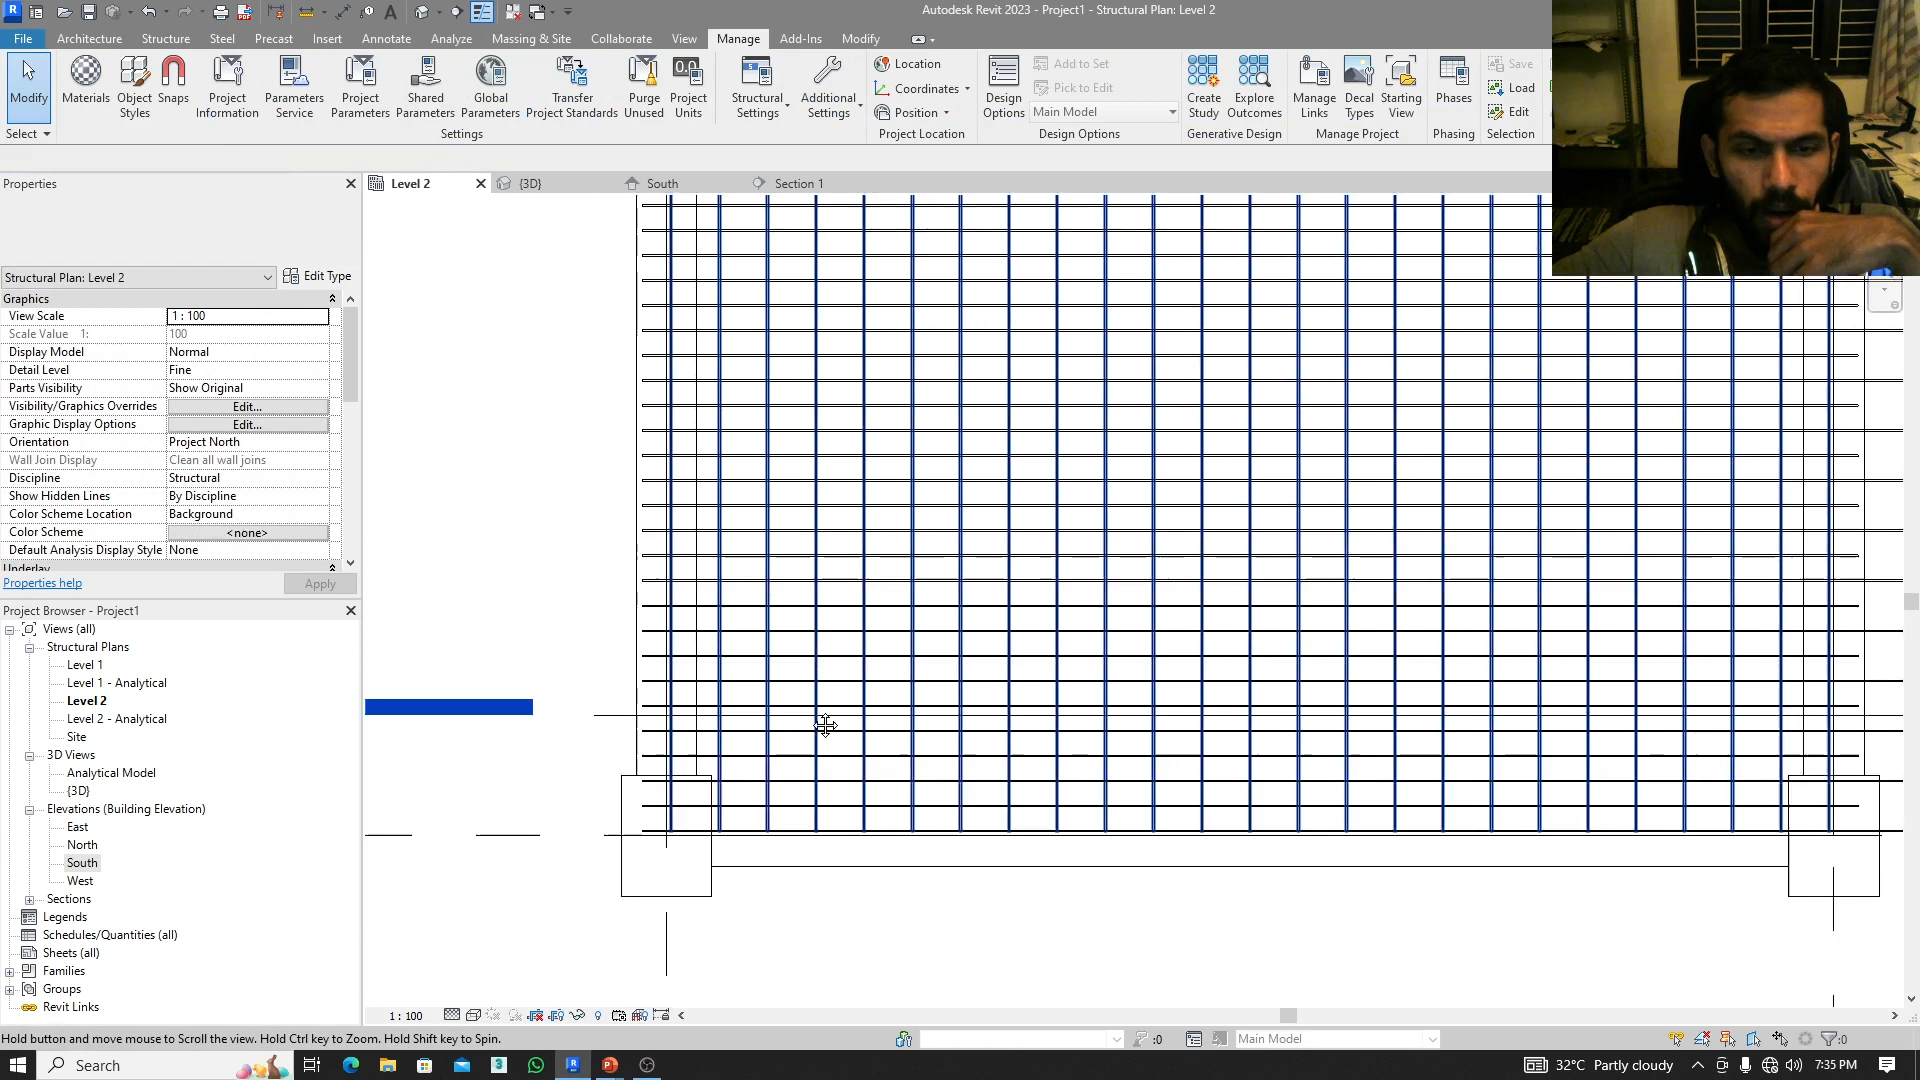 Autodesk Revit 2023 - Project1 - Structural Plan: Level 2
File Architecture Structure Steel Precast Insert Annotate Analyze Massing & Site Collaborate View Manage Add-Ins Modify
Modify
Materials
Object Styles
Snaps
Project Information
Parameters Service
Project Parameters
Shared Parameters
Global Parameters
Transfer Project Standards
Purge Unused
Project Units
Structural Settings
Additional Settings
Location
Coordinates
Position
Design Options
Add to Set
Pick to Edit
Main Model
Create Study
Explore Outcomes
Manage Links
Decal Types
Starting View
Phases
Save
Load
Edit
Select
Settings
Project Location
Design Options
Generative Design
Manage Project
Phasing
Selection
Properties
Level 2
{3D}
South
Section 1
Structural Plan: Level 2
Edit Type
Graphics
View Scale 1 : 100
Scale Value 1: 100
Display Model Normal
Detail Level Fine
Parts Visibility Show Original
Visibility/Graphics Overrides Edit...
Graphic Display Options Edit...
Orientation Project North
Wall Join Display Clean all wall joins
Discipline Structural
Show Hidden Lines By Discipline
Color Scheme Location Background
Color Scheme <none>
Default Analysis Display Style None
Underlay
Properties help
Apply
Project Browser - Project1
Views (all)
Structural Plans
Level 1
Level 1 - Analytical
Level 2
Level 2 - Analytical
Site
3D Views
Analytical Model
{3D}
Elevations (Building Elevation)
East
North
South
West
Sections
Legends
Schedules/Quantities (all)
Sheets (all)
Families
Groups
Revit Links
1 : 100
Hold button and move mouse to Scroll the view. Hold Ctrl key to Zoom. Hold Shift key to Spin.
:0
Main Model
:0
Search
32°C Partly cloudy
7:35 PM